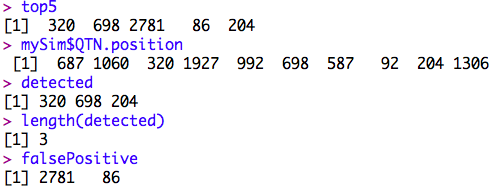 > top5
[1]  320  698 2781   86  204
> mySim$QTN.position
 [1]  687 1060  320 1927  992  698  587   92  204 1306
> detected
[1] 320 698 204
> length(detected)
[1] 3
> falsePositive
[1] 2781   86